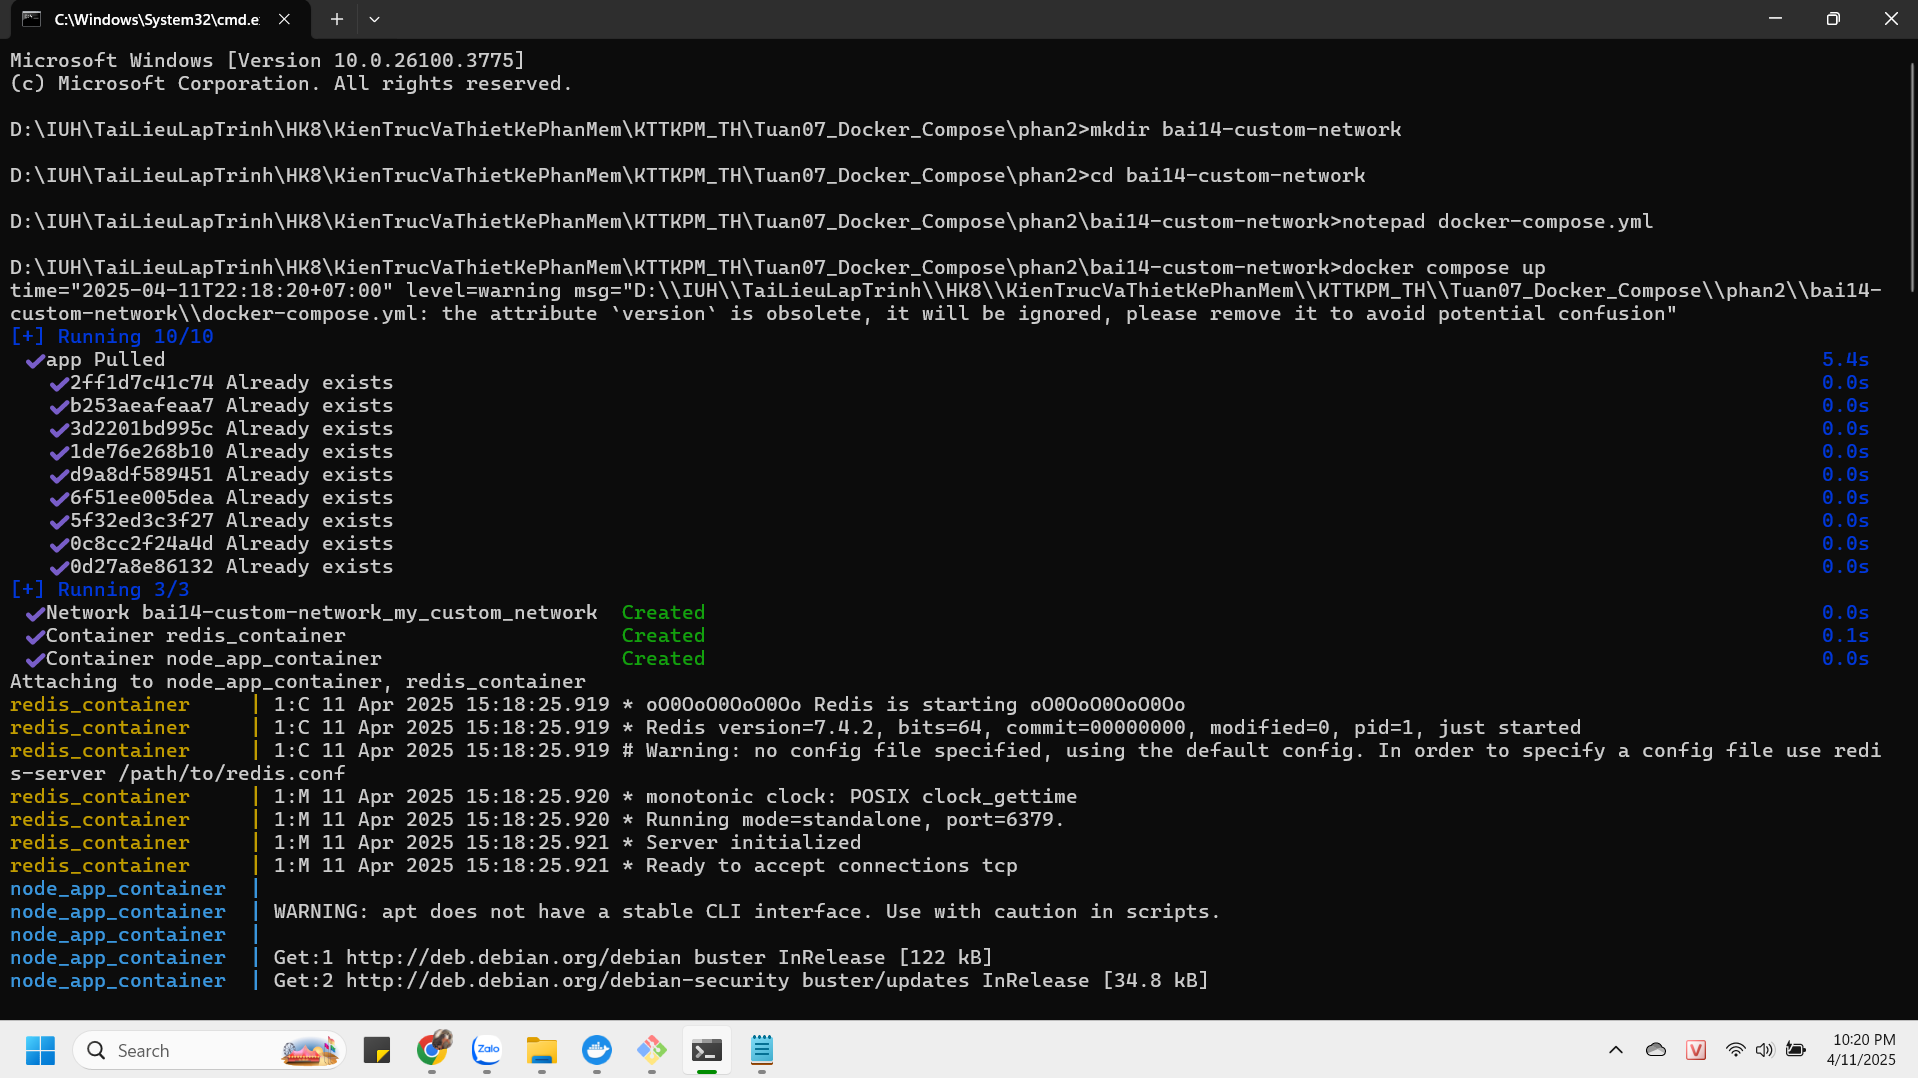 C:\Windows\System32\cmd.e
Microsoft Windows [Version 10.0.26100.3775]
(c) Microsoft Corporation. All rights reserved.
D:\IUH\TaiLieuLapTrinh\HK8\KienTrucVaThietKePhanMem\KTTKPM_TH\Tuan07_Docker_Compose\phan2>mkdir bai14-custom-network
D:\IUH\TaiLieuLapTrinh\HK8\KienTrucVaThietKePhanMem\KTTKPM_TH\Tuan07_Docker_Compose\phan2>cd bai14-custom-network
D:\IUH\TaiLieuLapTrinh\HK8\KienTrucVaThietKePhanMem\KTTKPM_TH\Tuan07_Docker_Compose\phan2\bai14-custom-network>notepad docker-compose.yml
D:\IUH\TaiLieuLapTrinh\HK8\KienTrucVaThietKePhanMem\KTTKPM_TH\Tuan07_Docker_Compose\phan2\bai14-custom-network>docker compose up
time="2025-04-11T22:18:20+07:00" level=warning msg="D:\\IUH\\TaiLieuLapTrinh\\HK8\\KienTrucVaThietKePhanMem\\KTTKPM_TH\\Tuan07_Docker_Compose\\phan2\\bai14-
custom-network\\docker-compose.yml: the attribute `version` is obsolete, it will be ignored, please remove it to avoid potential confusion"
[+] Running 10/10
✔app Pulled 5.4s
✔2ff1d7c41c74 Already exists 0.0s
✔b253aeafeaa7 Already exists 0.0s
✔3d2201bd995c Already exists 0.0s
✔1de76e268b10 Already exists 0.0s
✔d9a8df589451 Already exists 0.0s
✔6f51ee005dea Already exists 0.0s
✔5f32ed3c3f27 Already exists 0.0s
✔0c8cc2f24a4d Already exists 0.0s
✔0d27a8e86132 Already exists 0.0s
[+] Running 3/3
✔Network bai14-custom-network_my_custom_network Created 0.0s
✔Container redis_container Created 0.1s
✔Container node_app_container Created 0.0s
Attaching to node_app_container, redis_container
redis_container | 1:C 11 Apr 2025 15:18:25.919 * oO0OoO0OoO0Oo Redis is starting oO0OoO0OoO0Oo
redis_container | 1:C 11 Apr 2025 15:18:25.919 * Redis version=7.4.2, bits=64, commit=00000000, modified=0, pid=1, just started
redis_container | 1:C 11 Apr 2025 15:18:25.919 # Warning: no config file specified, using the default config. In order to specify a config file use redi
s-server /path/to/redis.conf
redis_container | 1:M 11 Apr 2025 15:18:25.920 * monotonic clock: POSIX clock_gettime
redis_container | 1:M 11 Apr 2025 15:18:25.920 * Running mode=standalone, port=6379.
redis_container | 1:M 11 Apr 2025 15:18:25.921 * Server initialized
redis_container | 1:M 11 Apr 2025 15:18:25.921 * Ready to accept connections tcp
node_app_container |
node_app_container | WARNING: apt does not have a stable CLI interface. Use with caution in scripts.
node_app_container |
node_app_container | Get:1 http://deb.debian.org/debian buster InRelease [122 kB]
node_app_container | Get:2 http://deb.debian.org/debian-security buster/updates InRelease [34.8 kB]
Search
Zalo
V
10:20 PM
4/11/2025